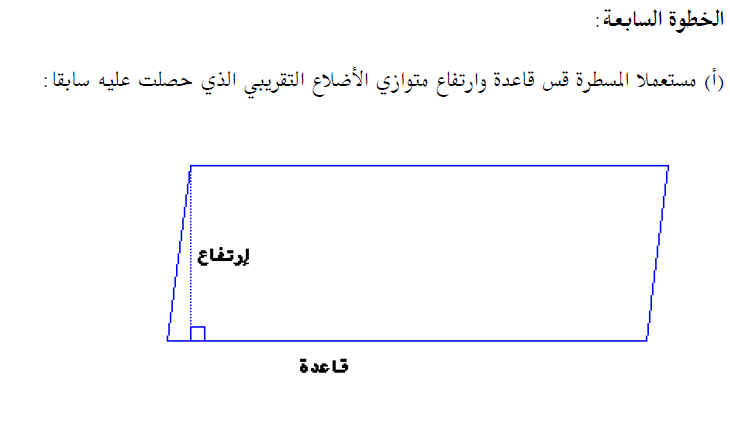 الخطوة السابعة:
(أ) مستعملا المسطرة قس قاعدة وارتفاع متوازي الأضلاع التقريبي الذي حصلت عليه سابقا:
إرتفاع
قاعدة